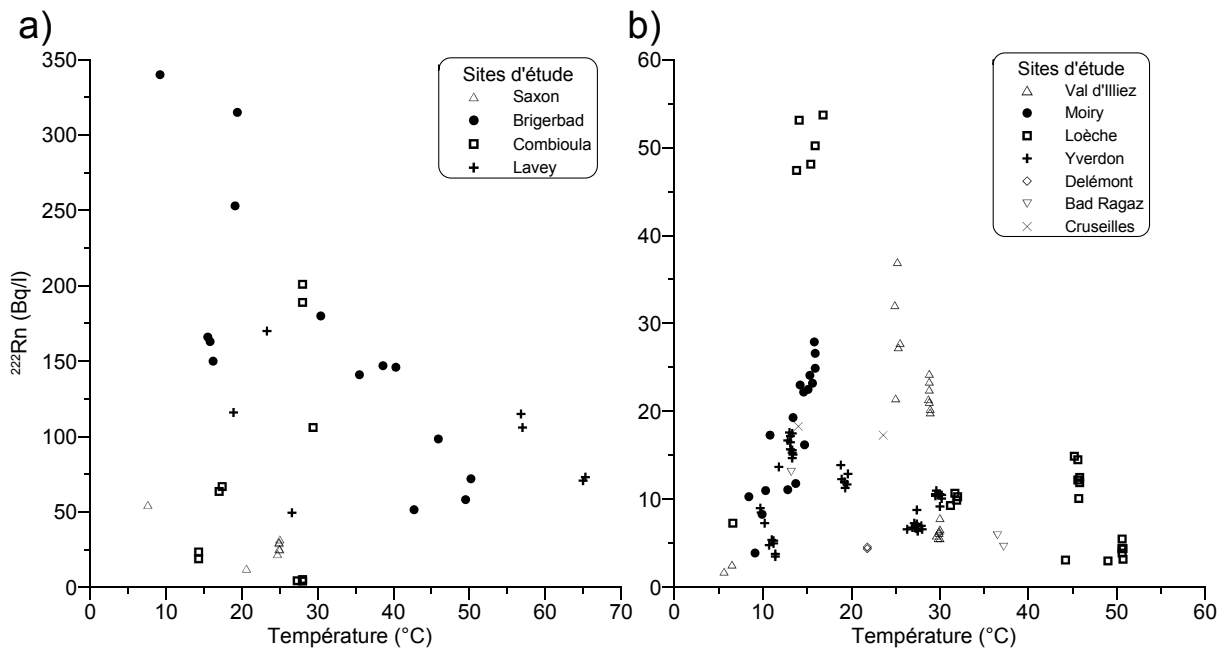 a)
350
300
250
200
150
100
50
0
²²²Rn (Bq/l)
0 10 20 30 40 50 60 70
Température (°C)
Sites d'étude
Saxon
Brigerbad
Combioula
Lavey
b)
60
50
40
30
20
10
0
0 10 20 30 40 50 60
Température (°C)
Sites d'étude
Val d'Illiez
Moiry
Loèche
Yverdon
Delémont
Bad Ragaz
Cruseilles